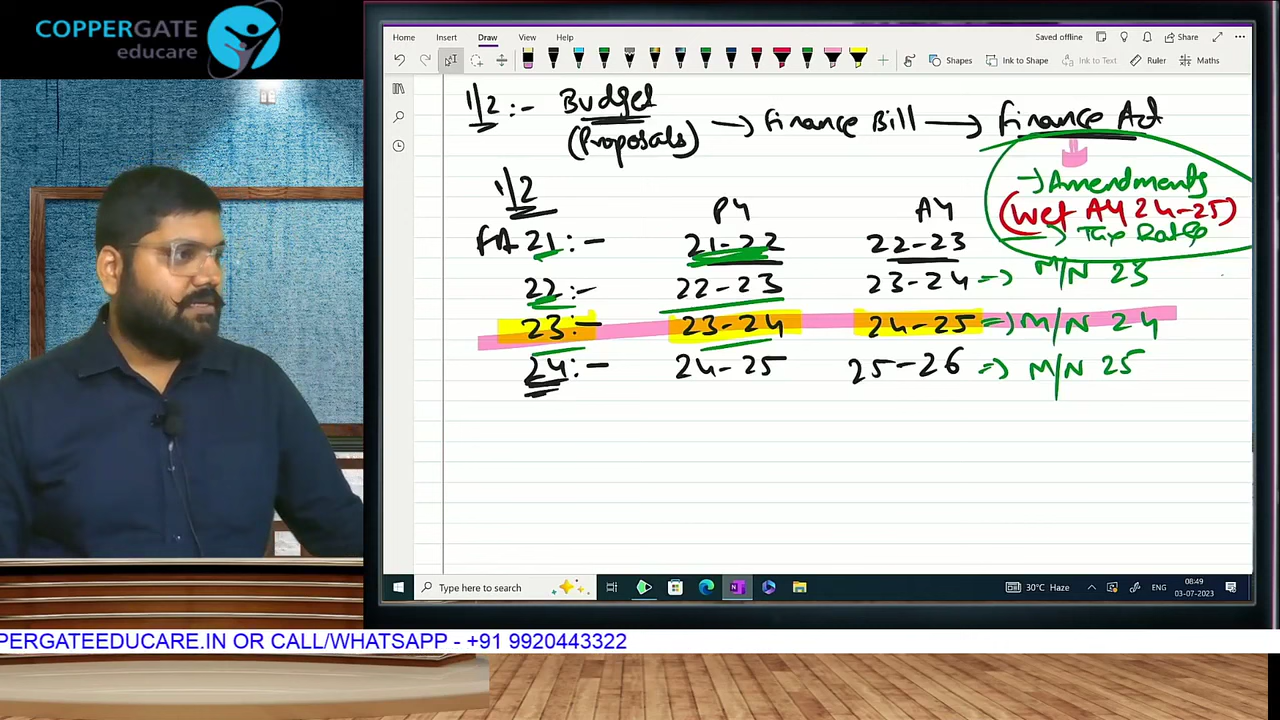 COPPERGATE
educare
Home Insert Draw View Help
Saved offline
Share
Shapes
Ink to Shape
Ink to Text
Ruler
Maths
1/2 :- Budget
(Proposals) → Finance Bill → Finance Act
→ Amendments
(wef AY 24-25)
→ Tax Rates
1/2
PY AY
FA 21 :- 21-22 22-23
22 :- 22-23 23-24 => M/N 23
23 :- 23-24 24-25 => M/N 24
24 :- 24-25 25-26 => M/N 25
Type here to search
30°C Haze
ENG
08:49
03-07-2023
PERGATEEDUCARE.IN OR CALL/WHATSAPP - +91 9920443322